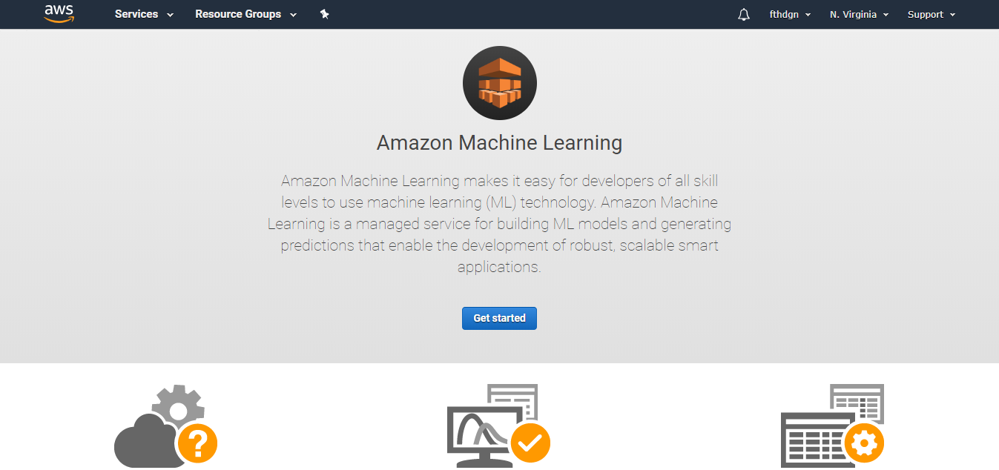 aws
Services
Resource Groups
fthdgn
N. Virginia
Support
Amazon Machine Learning
Amazon Machine Learning makes it easy for developers of all skill
levels to use machine learning (ML) technology. Amazon Machine
Learning is a managed service for building ML models and generating
predictions that enable the development of robust, scalable smart
applications.
Get started
?